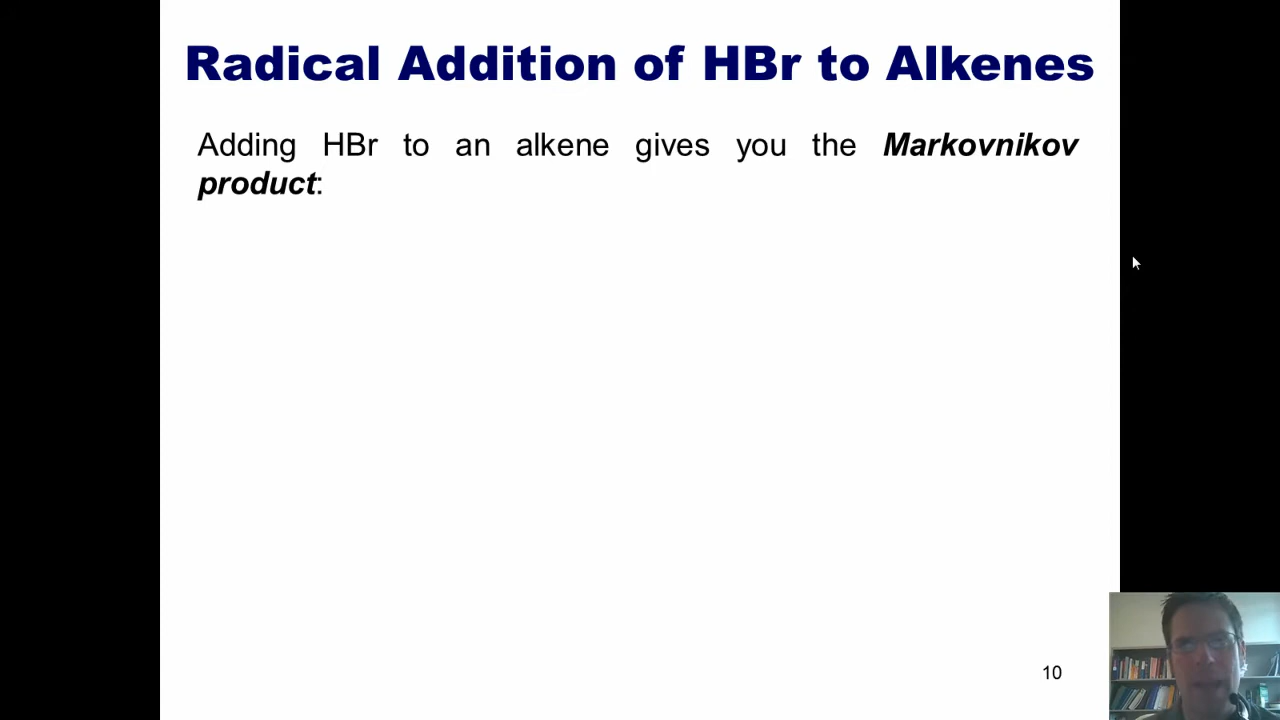 Radical Addition of HBr to Alkenes
Adding HBr to an alkene gives you the Markovnikov
product:
10